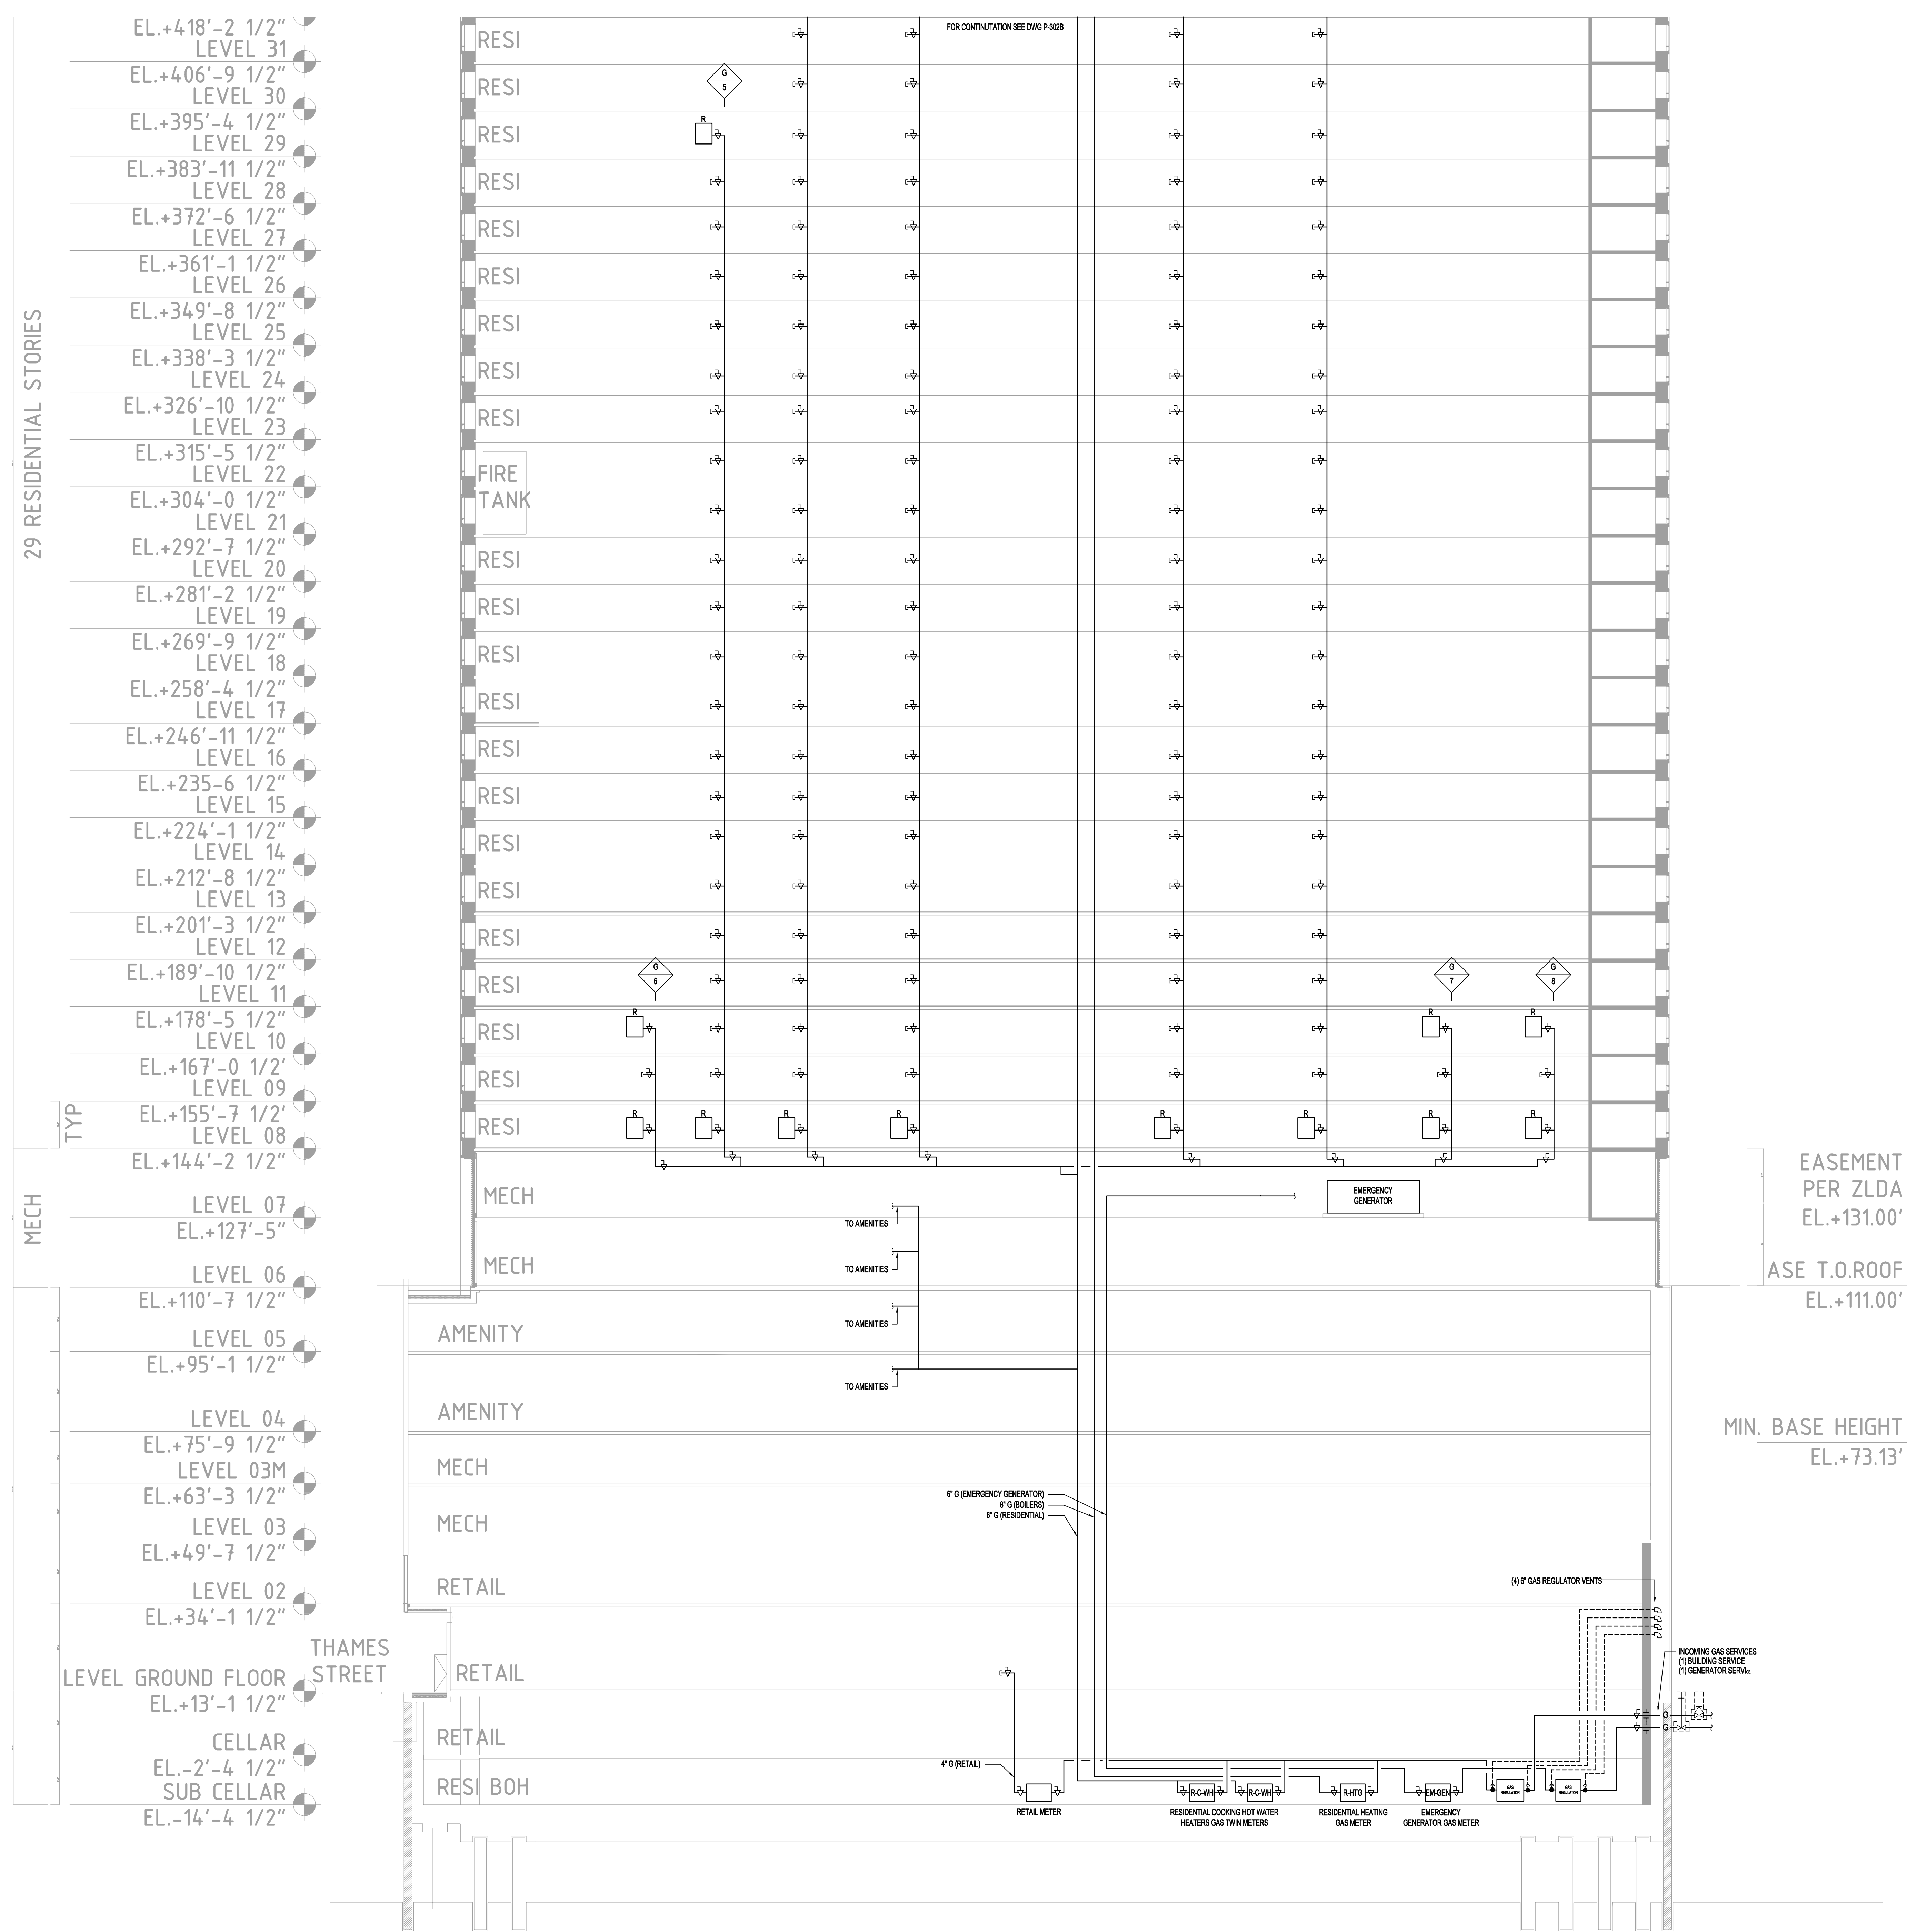 EL.+418'-2 1/2"
LEVEL 31
EL.+406'-9 1/2"
LEVEL 30
EL.+395'-4 1/2"
LEVEL 29
EL.+383'-11 1/2"
LEVEL 28
EL.+372'-6 1/2"
LEVEL 27
EL.+361'-1 1/2"
LEVEL 26
EL.+349'-8 1/2"
LEVEL 25
EL.+338'-3 1/2"
LEVEL 24
EL.+326'-10 1/2"
LEVEL 23
EL.+315'-5 1/2"
LEVEL 22
EL.+304'-0 1/2"
LEVEL 21
EL.+292'-7 1/2"
LEVEL 20
EL.+281'-2 1/2"
LEVEL 19
EL.+269'-9 1/2"
LEVEL 18
EL.+258'-4 1/2"
LEVEL 17
EL.+246'-11 1/2"
LEVEL 16
EL.+235-6 1/2"
LEVEL 15
EL.+224'-1 1/2"
LEVEL 14
EL.+212'-8 1/2"
LEVEL 13
EL.+201'-3 1/2"
LEVEL 12
EL.+189'-10 1/2"
LEVEL 11
EL.+178'-5 1/2"
LEVEL 10
EL.+167'-0 1/2'
LEVEL 09
EL.+155'-7 1/2'
LEVEL 08
EL.+144'-2 1/2"
LEVEL 07
EL.+127'-5"
LEVEL 06
EL.+110'-7 1/2"
LEVEL 05
EL.+95'-1 1/2"
LEVEL 04
EL.+75'-9 1/2"
LEVEL 03M
EL.+63'-3 1/2"
LEVEL 03
EL.+49'-7 1/2"
LEVEL 02
EL.+34'-1 1/2"
LEVEL GROUND FLOOR
EL.+13'-1 1/2"
CELLAR
EL.-2'-4 1/2"
SUB CELLAR
EL.-14'-4 1/2"
29 RESIDENTIAL STORIES
TYP
MECH
THAMES
STREET
RESI
RESI
RESI
RESI
RESI
RESI
RESI
RESI
RESI
FIRE
TANK
RESI
RESI
RESI
RESI
RESI
RESI
RESI
RESI
RESI
RESI
RESI
RESI
RESI
MECH
MECH
AMENITY
AMENITY
MECH
MECH
RETAIL
RETAIL
RETAIL
RESI BOH
FOR CONTINUTATION SEE DWG P-302B
G
5
R
G
6
G
7
G
8
R
R
R
R
R
R
R
R
R
R
R
EMERGENCY
GENERATOR
TO AMENITIES
TO AMENITIES
TO AMENITIES
TO AMENITIES
6" G (EMERGENCY GENERATOR)
8" G (BOILERS)
6" G (RESIDENTIAL)
(4) 6" GAS REGULATOR VENTS
INCOMING GAS SERVICES
(1) BUILDING SERVICE
(1) GENERATOR SERVICE
G
G
4" G (RETAIL)
R-C-WH
R-C-WH
R-HTG
EM-GEN
GAS
REGULATOR
GAS
REGULATOR
RETAIL METER
RESIDENTIAL COOKING HOT WATER
HEATERS GAS TWIN METERS
RESIDENTIAL HEATING
GAS METER
EMERGENCY
GENERATOR GAS METER
EASEMENT
PER ZLDA
EL.+131.00'
ASE T.O.ROOF
EL.+111.00'
MIN. BASE HEIGHT
EL.+73.13'